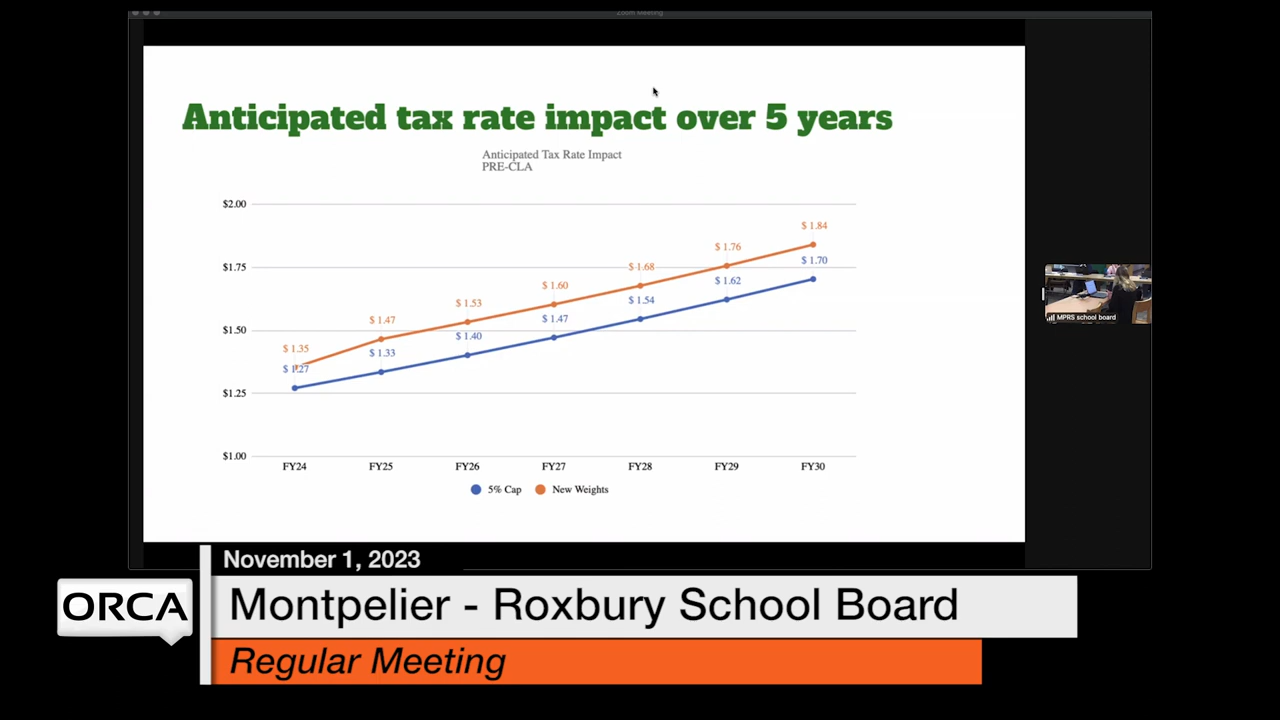 Zoom Meeting
Anticipated tax rate impact over 5 years
Anticipated Tax Rate Impact
PRE-CLA
$2.00
$1.75
$1.50
$1.25
$1.00
$ 1.35
$ 1.47
$ 1.53
$ 1.60
$ 1.68
$ 1.76
$ 1.84
$ 1.27
$ 1.33
$ 1.40
$ 1.47
$ 1.54
$ 1.62
$ 1.70
FY24 FY25 FY26 FY27 FY28 FY29 FY30
5% Cap New Weights
MPRS school board
November 1, 2023
ORCA
Montpelier - Roxbury School Board
Regular Meeting